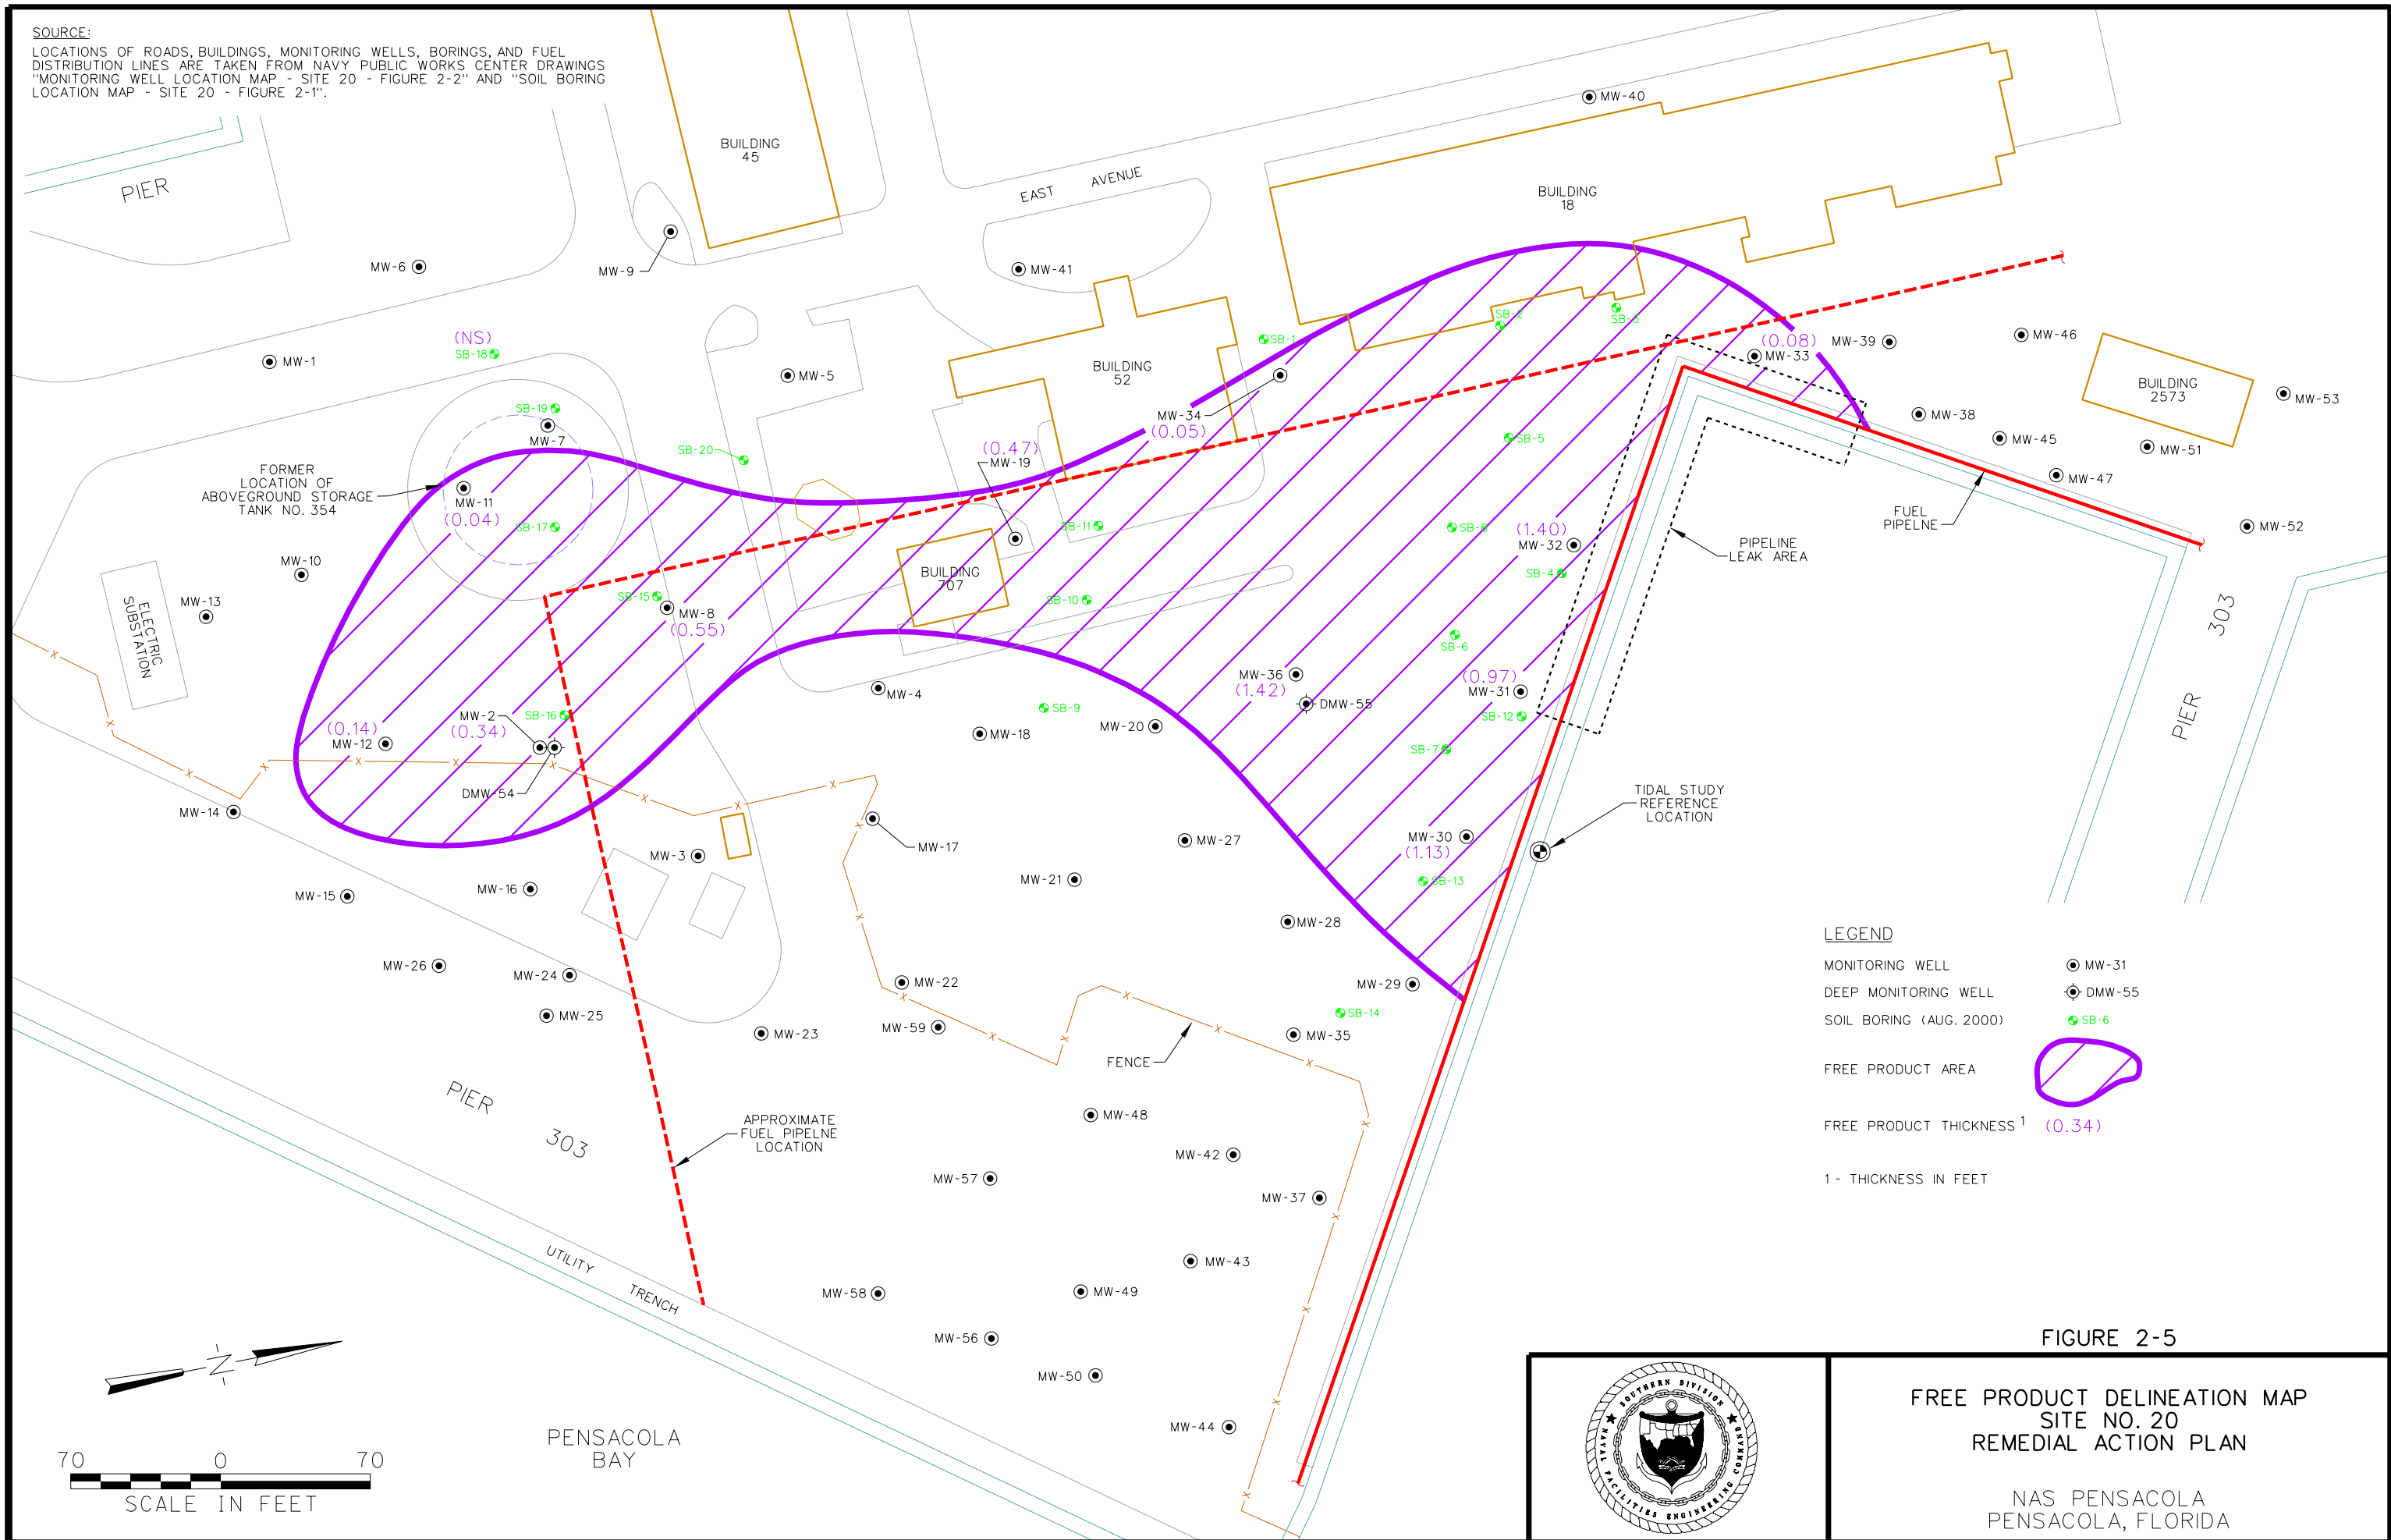 SOURCE:
LOCATIONS OF ROADS, BUILDINGS, MONITORING WELLS, BORINGS, AND FUEL
DISTRIBUTION LINES ARE TAKEN FROM NAVY PUBLIC WORKS CENTER DRAWINGS
"MONITORING WELL LOCATION MAP - SITE 20 - FIGURE 2-2" AND "SOIL BORING
LOCATION MAP - SITE 20 - FIGURE 2-1".
PIER
BUILDING
45
EAST AVENUE
MW-40
BUILDING
18
MW-6
MW-9
MW-41
(NS)
SB-18
MW-1
MW-5
BUILDING
52
SB-1
SB-2
SB-3
(0.08)
MW-33
MW-39
MW-46
BUILDING
2573
MW-53
SB-19
MW-7
MW-34
(0.05)
MW-38
MW-45
MW-51
MW-47
MW-52
SB-20
(0.47)
MW-19
SB-5
FORMER
LOCATION OF
ABOVEGROUND STORAGE
TANK NO. 354
MW-11
(0.04)
SB-17
SB-11
SB-8
(1.40)
MW-32
SB-4
PIPELINE
LEAK AREA
FUEL
PIPELNE
MW-10
MW-13
ELECTRIC
SUBSTATION
BUILDING
707
SB-15
MW-8
(0.55)
SB-10
SB-6
303
PIER
MW-4
SB-9
MW-36
(1.42)
DMW-55
(0.97)
MW-31
SB-12
(0.14)
MW-12
MW-2
(0.34)
SB-16
MW-18
MW-20
SB-7
DMW-54
MW-14
MW-3
MW-17
MW-27
MW-30
(1.13)
TIDAL STUDY
REFERENCE
LOCATION
MW-15
MW-16
MW-21
SB-13
MW-28
MW-26
MW-24
MW-22
MW-29
MW-25
MW-23
MW-59
SB-14
MW-35
FENCE
PIER 303
APPROXIMATE
FUEL PIPELNE
LOCATION
MW-48
MW-42
MW-57
MW-37
UTILITY TRENCH
MW-43
MW-58
MW-49
MW-56
MW-50
MW-44
LEGEND
MONITORING WELL MW-31
DEEP MONITORING WELL DMW-55
SOIL BORING (AUG. 2000) SB-6
FREE PRODUCT AREA
FREE PRODUCT THICKNESS 1 (0.34)
1 - THICKNESS IN FEET
N
70 0 70
SCALE IN FEET
PENSACOLA
BAY
FIGURE 2-5
SOUTHERN DIVISION
NAVAL FACILITIES ENGINEERING COMMAND
FREE PRODUCT DELINEATION MAP
SITE NO. 20
REMEDIAL ACTION PLAN
NAS PENSACOLA
PENSACOLA, FLORIDA